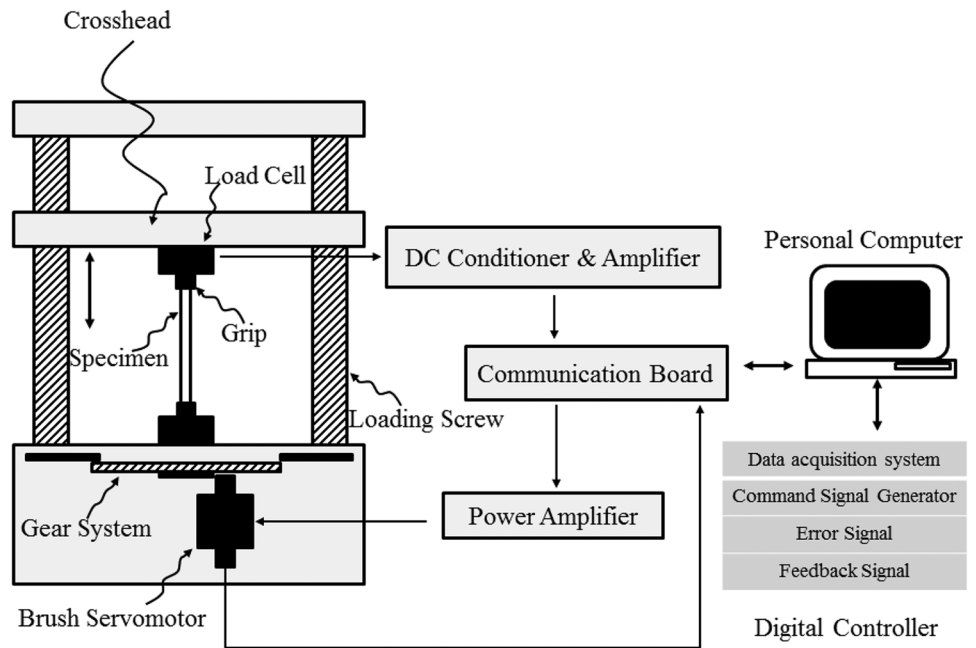 Crosshead
Load Cell
DC Conditioner & Amplifier
Personal Computer
Grip
Specimen
Communication Board
Loading Screw
Data acquisition system
Command Signal Generator
Power Amplifier
Gear System
Error Signal
Feedback Signal
Brush Servomotor
Digital Controller